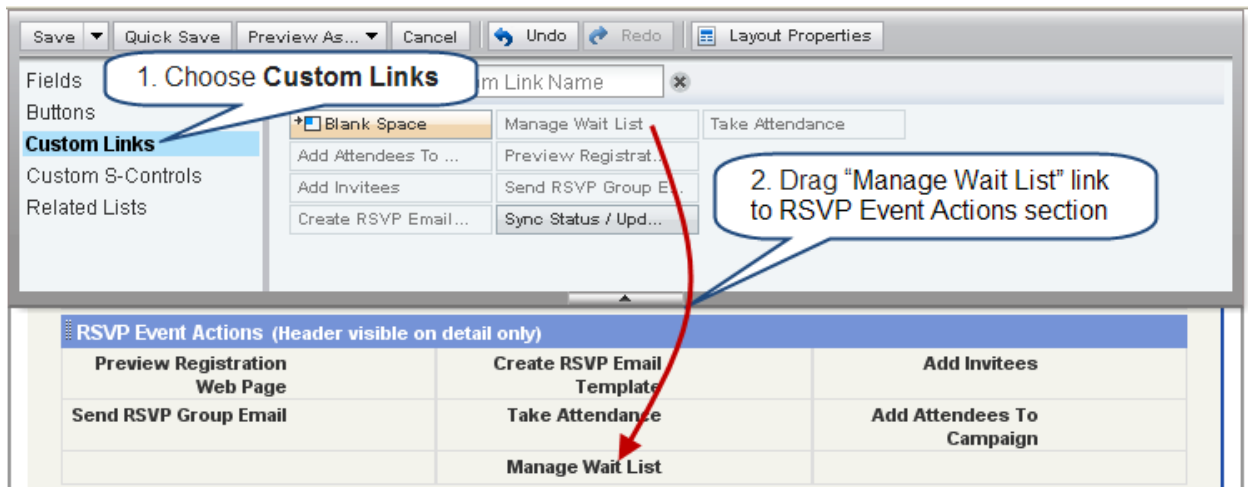 Save Quick Save Preview As... Cancel Undo Redo Layout Properties
Fields
Buttons
Custom Links
Custom S-Controls
Related Lists
1. Choose Custom Links
Link Name
Blank Space Manage Wait List Take Attendance
Add Attendees To ... Preview Registrat...
Add Invitees Send RSVP Group E...
Create RSVP Email... Sync Status / Upd...
2. Drag “Manage Wait List” link
to RSVP Event Actions section
RSVP Event Actions (Header visible on detail only)
Preview Registration
Web Page
Create RSVP Email
Template
Add Invitees
Send RSVP Group Email
Take Attendance
Add Attendees To
Campaign
Manage Wait List